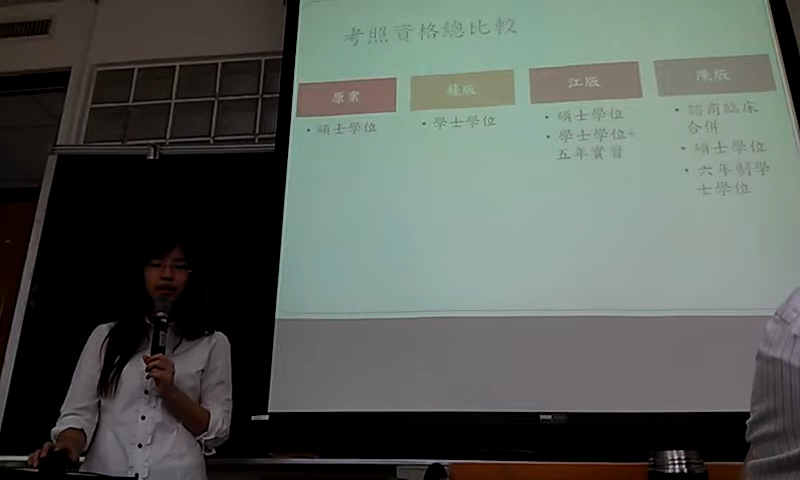 考照資格總比較
原案
江版
陳版
• 碩士學位
• 學士學位
• 碩士學位
• 學士學位+
五年實習
• 諮商臨床
合併
• 碩士學位
• 六年制學
士學位